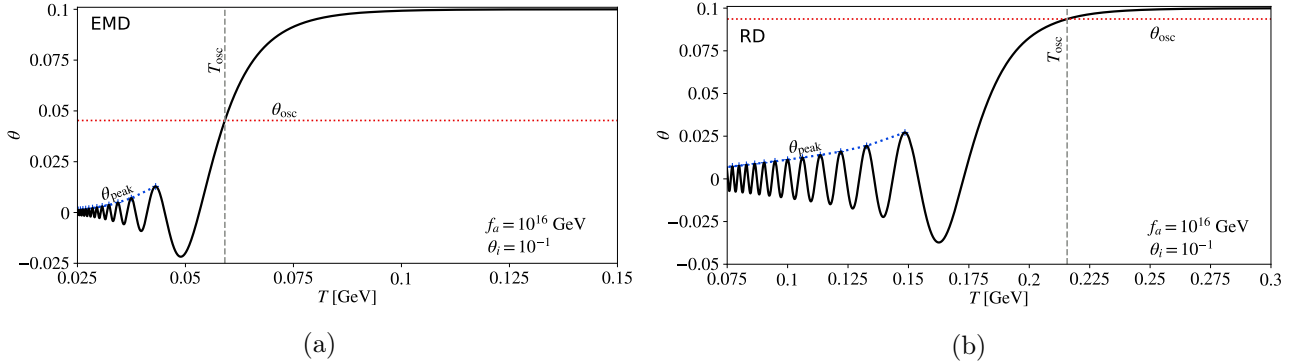 EMD
θ
0.1
0.075
0.05
0.025
0
−0.025
T_osc
θ_osc
θ_peak
f_a = 10^16 GeV
θ_i = 10^-1
0.025
0.05
0.075
0.1
0.125
0.15
T [GeV]
(a)
RD
θ
0.1
0.05
0.075
0.05
0.025
0
−0.025
−0.05
T_osc
θ_osc
θ_peak
f_a = 10^16 GeV
θ_i = 10^-1
0.075
0.1
0.125
0.15
0.175
0.2
0.225
0.25
0.275
0.3
T [GeV]
(b)